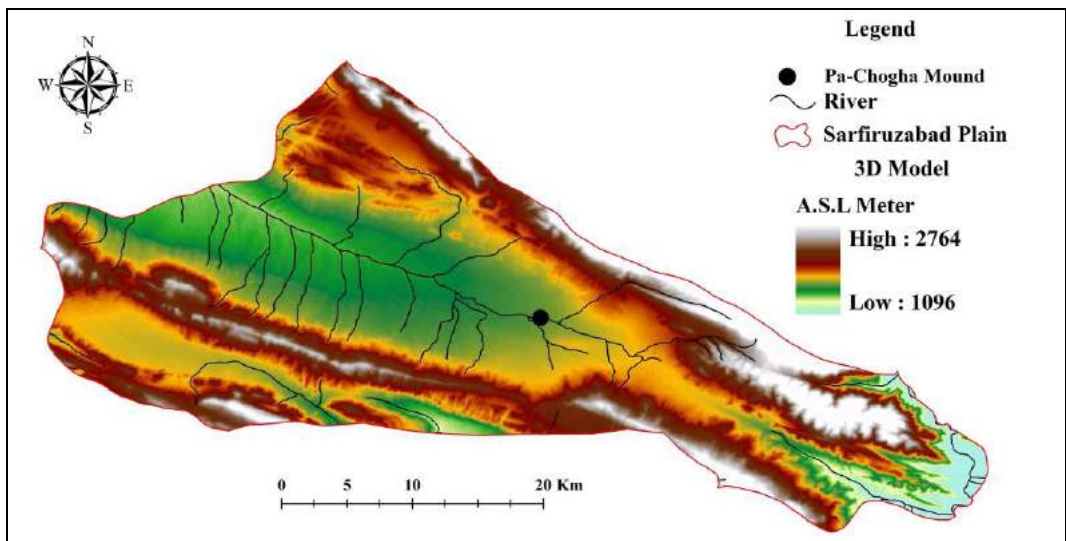 Legend
N
W E
S
Pa-Chogha Mound
River
Sarfiruzabad Plain
3D Model
A.S.L Meter
High : 2764
Low : 1096
0 5 10 20 Km